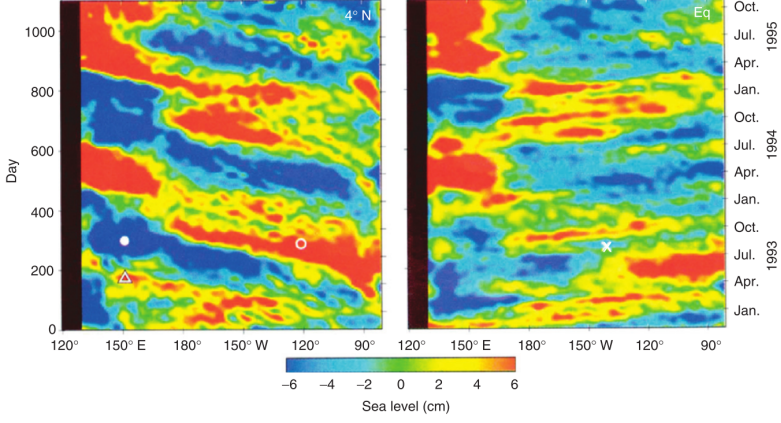 4° N
Eq
1000
800
600
400
200
0
Day
120°
150° E
180°
150° W
120°
90°
120°
150° E
180°
150° W
120°
90°
Oct.
Jul.
Apr.
Jan.
Oct.
Jul.
Apr.
Jan.
Oct.
Jul.
Apr.
Jan.
1995
1994
1993
−6 −4 −2 0 2 4 6
Sea level (cm)